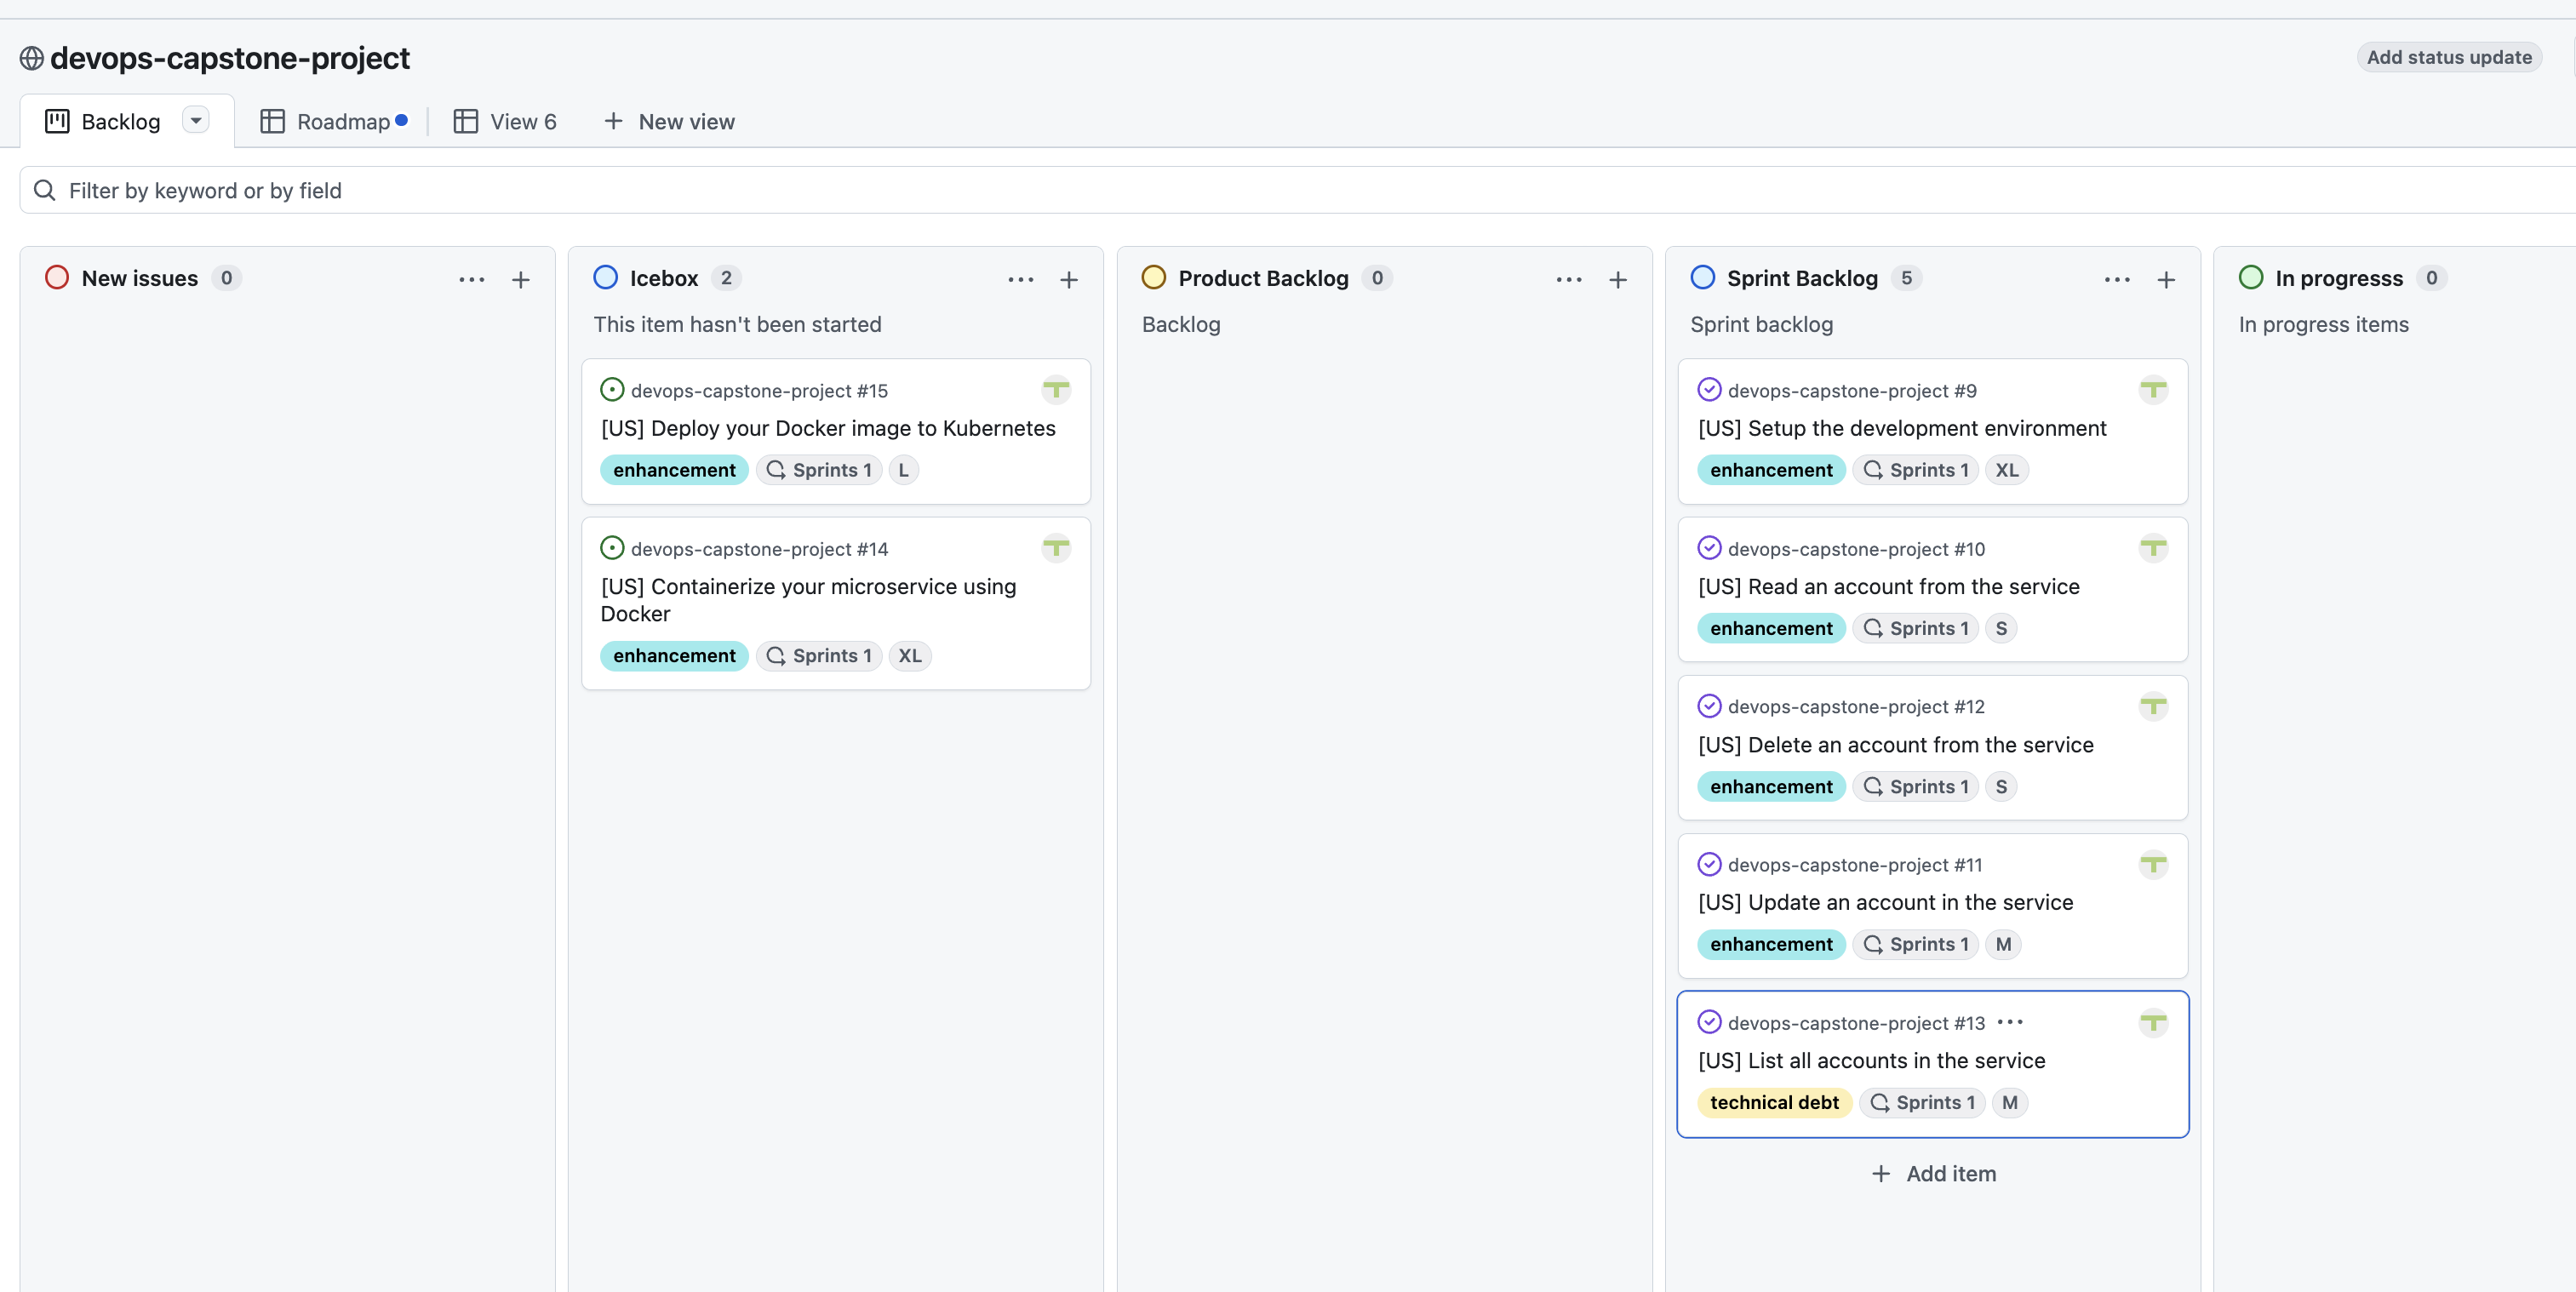 devops-capstone-project
Add status update
Backlog
Roadmap
View 6
New view
Filter by keyword or by field
New issues 0
Icebox 2
This item hasn't been started
devops-capstone-project #15
[US] Deploy your Docker image to Kubernetes
enhancement Sprints 1 L
devops-capstone-project #14
[US] Containerize your microservice using
Docker
enhancement Sprints 1 XL
Product Backlog 0
Backlog
Sprint Backlog 5
Sprint backlog
devops-capstone-project #9
[US] Setup the development environment
enhancement Sprints 1 XL
devops-capstone-project #10
[US] Read an account from the service
enhancement Sprints 1 S
devops-capstone-project #12
[US] Delete an account from the service
enhancement Sprints 1 S
devops-capstone-project #11
[US] Update an account in the service
enhancement Sprints 1 M
devops-capstone-project #13
[US] List all accounts in the service
technical debt Sprints 1 M
Add item
In progresss 0
In progress items